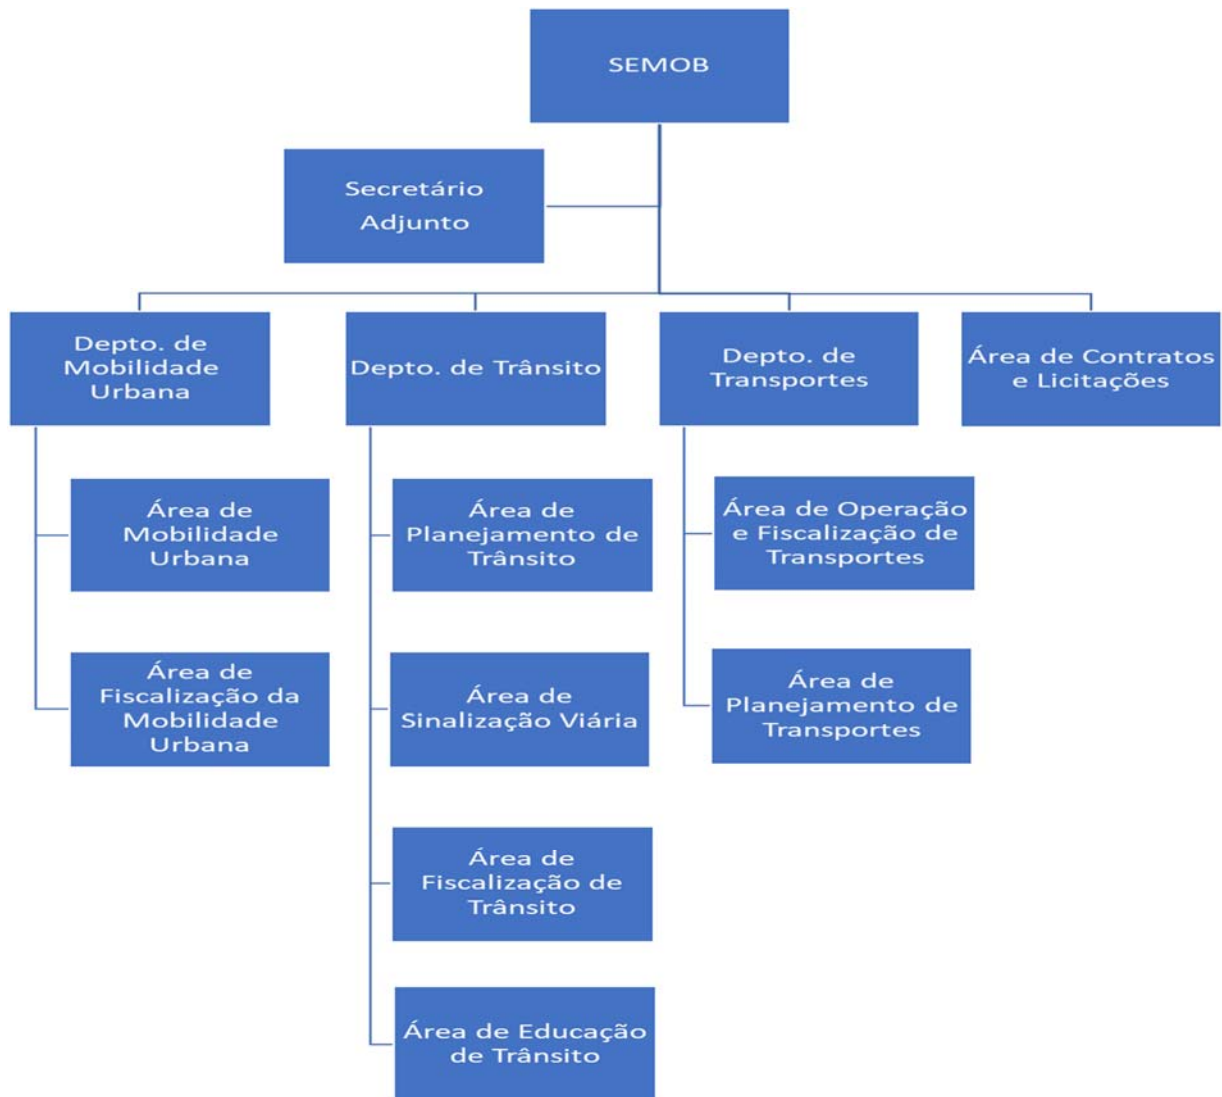 SEMOB
Secretário
Adjunto
Depto. de
Mobilidade
Urbana
Depto. de Trânsito
Depto. de
Transportes
Área de Contratos
e Licitações
Área de
Mobilidade
Urbana
Área de
Planejamento de
Trânsito
Área de Operação
e Fiscalização de
Transportes
Área de
Fiscalização da
Mobilidade
Urbana
Área de
Sinalização Viária
Área de
Planejamento de
Transportes
Área de
Fiscalização de
Trânsito
Área de Educação
de Trânsito